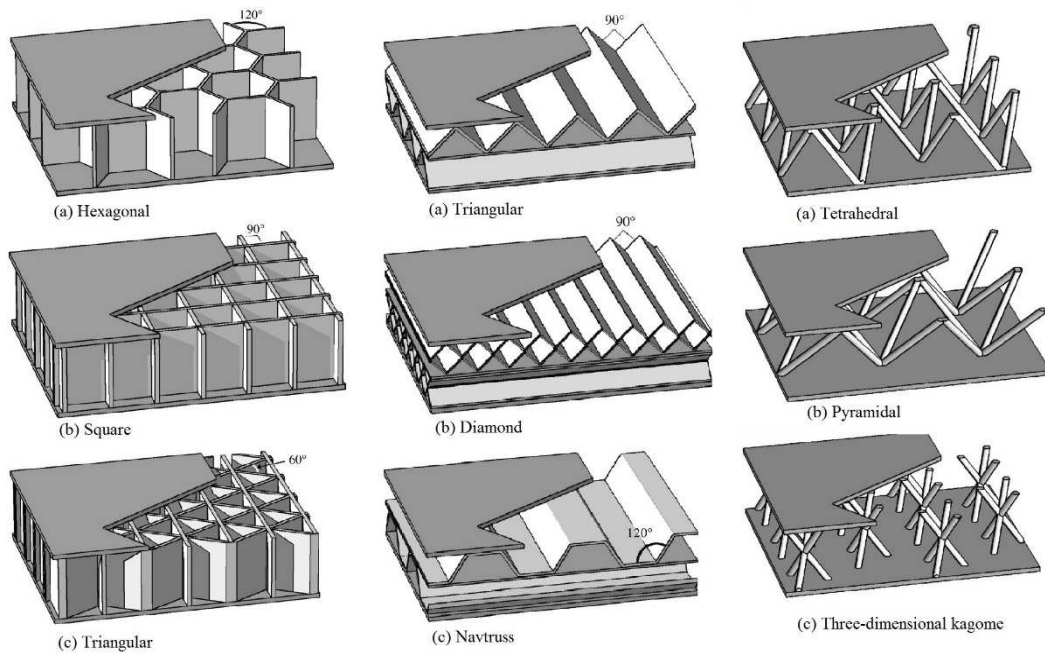 120°
90°
(a) Hexagonal
(a) Triangular
(a) Tetrahedral
90°
90°
(b) Square
(b) Diamond
(b) Pyramidal
60°
120°
(c) Triangular
(c) Navtruss
(c) Three-dimensional kagome